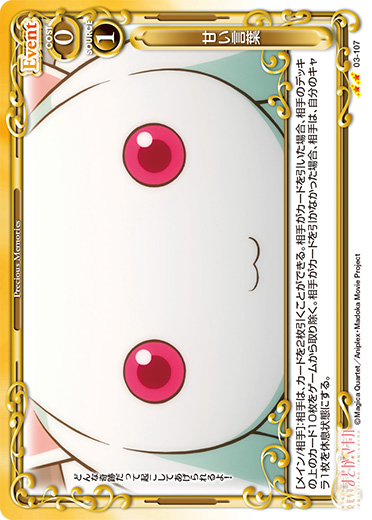 Event
COST
0
SOURCE
1
甘い言葉
03-107
Precious Memories
どんな奇跡だって起こしてあげられるよ!
[メイン/相手]:相手は、カードを2枚引くことができる。相手がカードを引いた場合、相手のデッキ
の上のカード10枚をゲームから取り除く。相手がカードを引かなかった場合、相手は、自分のキャ
ラ1枚を休息状態にする。
©Magica Quartet/Aniplex・Madoka Movie Project